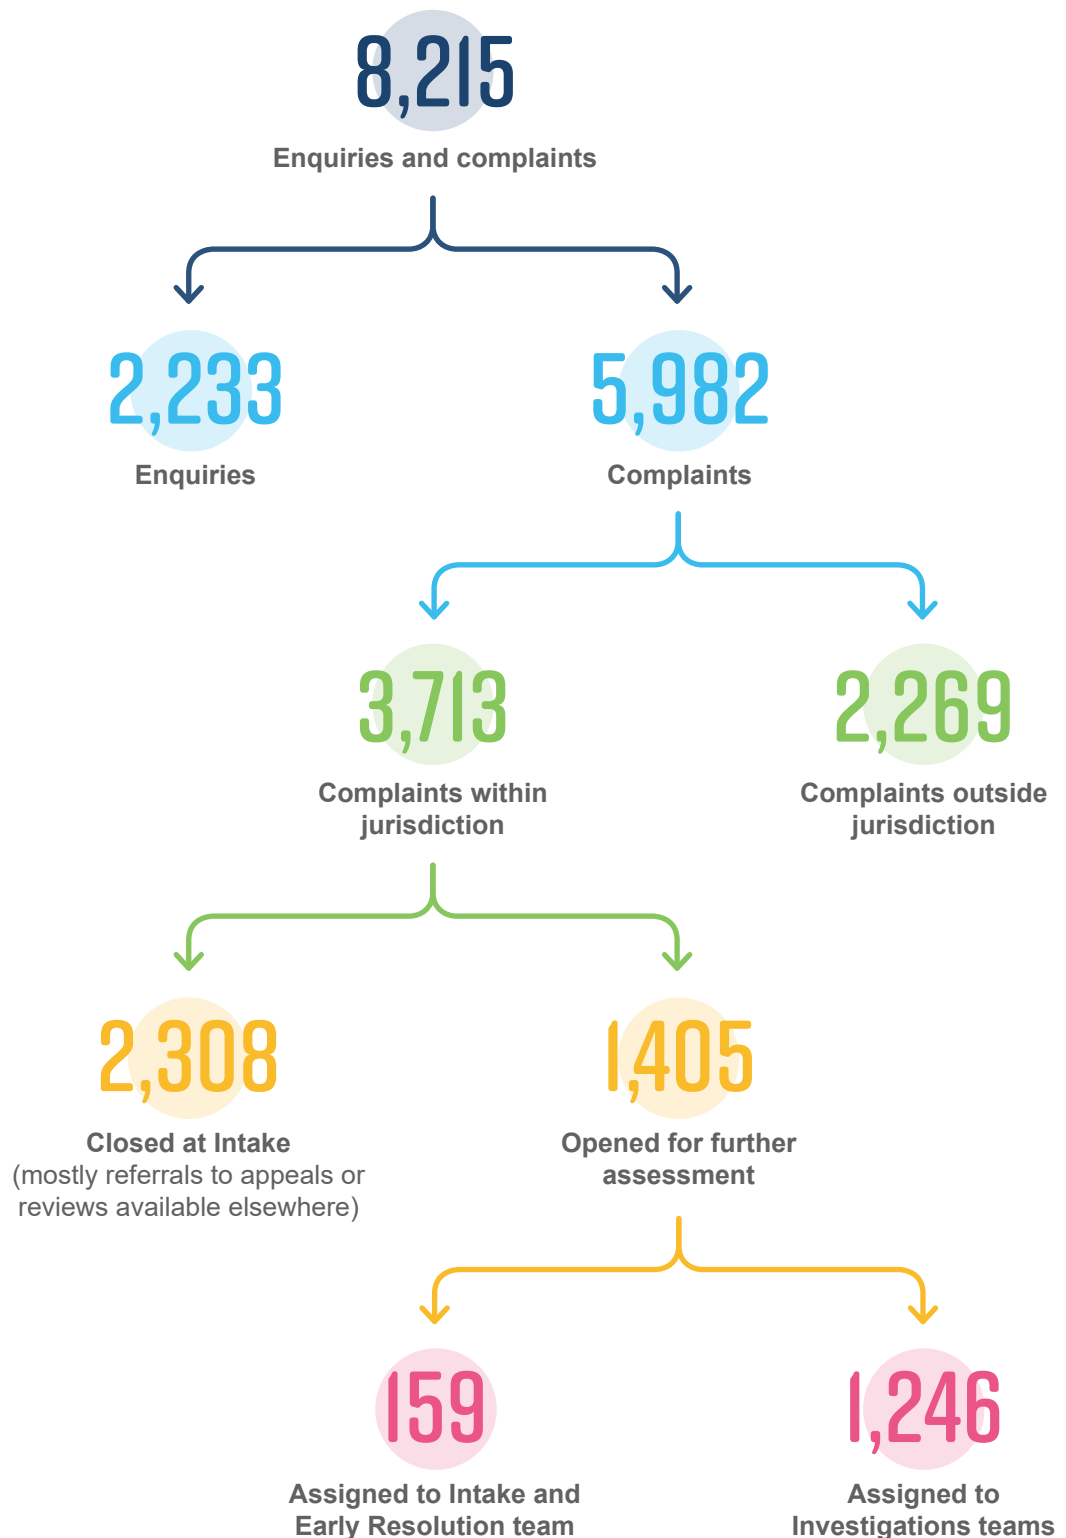 8,215
Enquiries and complaints
2,233
Enquiries
5,982
Complaints
3,713
Complaints within
jurisdiction
2,269
Complaints outside
jurisdiction
2,308
Closed at Intake
(mostly referrals to appeals or
reviews available elsewhere)
1,405
Opened for further
assessment
159
Assigned to Intake and
Early Resolution team
1,246
Assigned to
Investigations teams